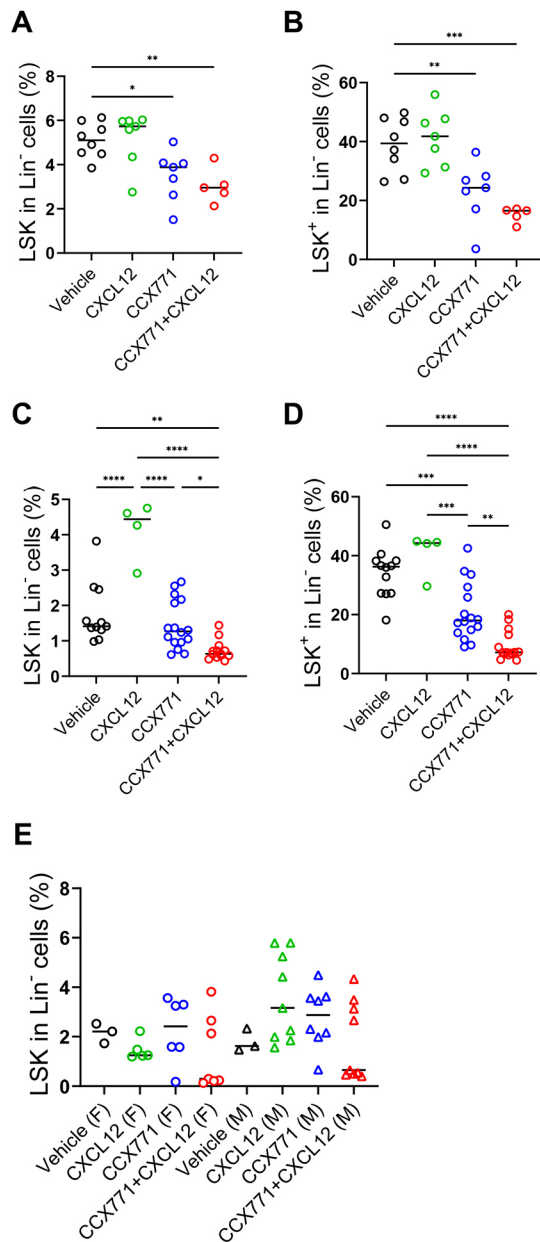 A
**
*
8
6
4
2
0
LSK in Lin⁻ cells (%)
Vehicle
CXCL12
CCX771
CCX771+CXCL12
B
***
**
60
40
20
0
LSK⁺ in Lin⁻ cells (%)
Vehicle
CXCL12
CCX771
CCX771+CXCL12
C
**
****
**** **** *
5
4
3
2
1
0
LSK in Lin⁻ cells (%)
Vehicle
CXCL12
CCX771
CCX771+CXCL12
D
****
****
***
*** **
60
40
20
0
LSK⁺ in Lin⁻ cells (%)
Vehicle
CXCL12
CCX771
CCX771+CXCL12
E
8
6
4
2
0
LSK in Lin⁻ cells (%)
Vehicle (F)
CXCL12 (F)
CCX771 (F)
CCX771+CXCL12 (F)
Vehicle (M)
CXCL12 (M)
CCX771 (M)
CCX771+CXCL12 (M)